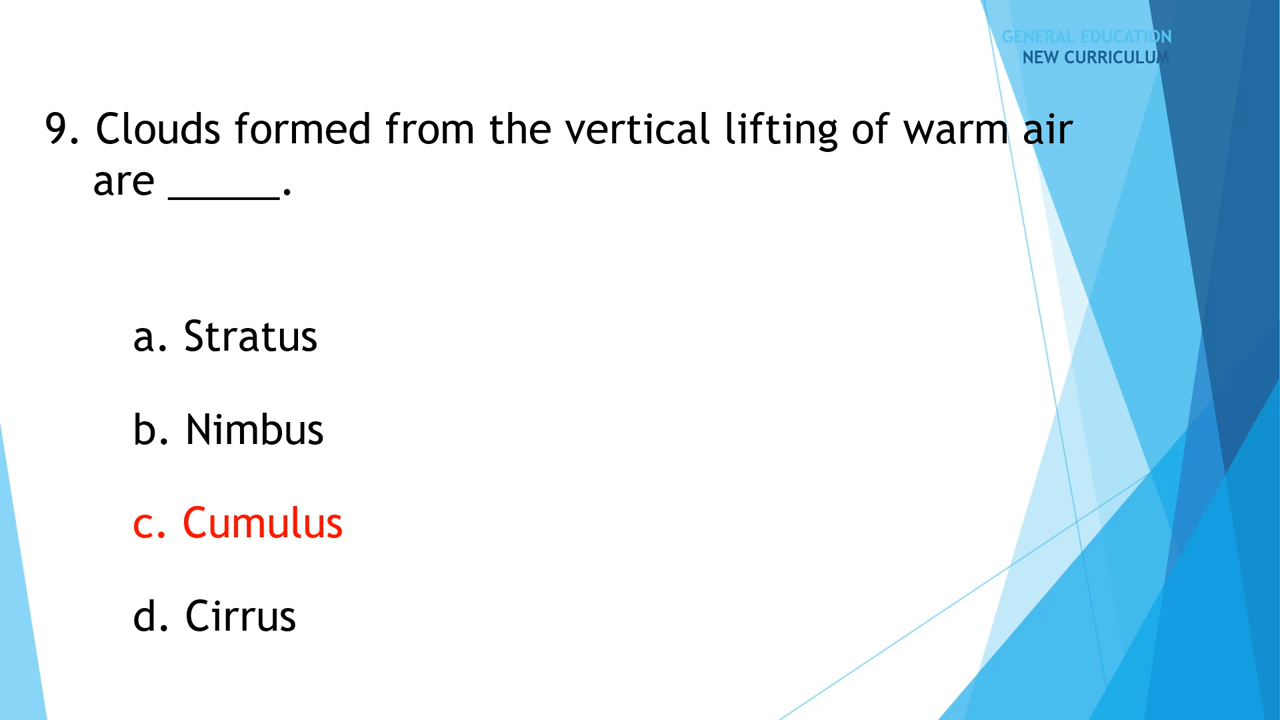 GENERAL EDUCATION
NEW CURRICULUM
9. Clouds formed from the vertical lifting of warm air
are _____.
a. Stratus
b. Nimbus
c. Cumulus
d. Cirrus